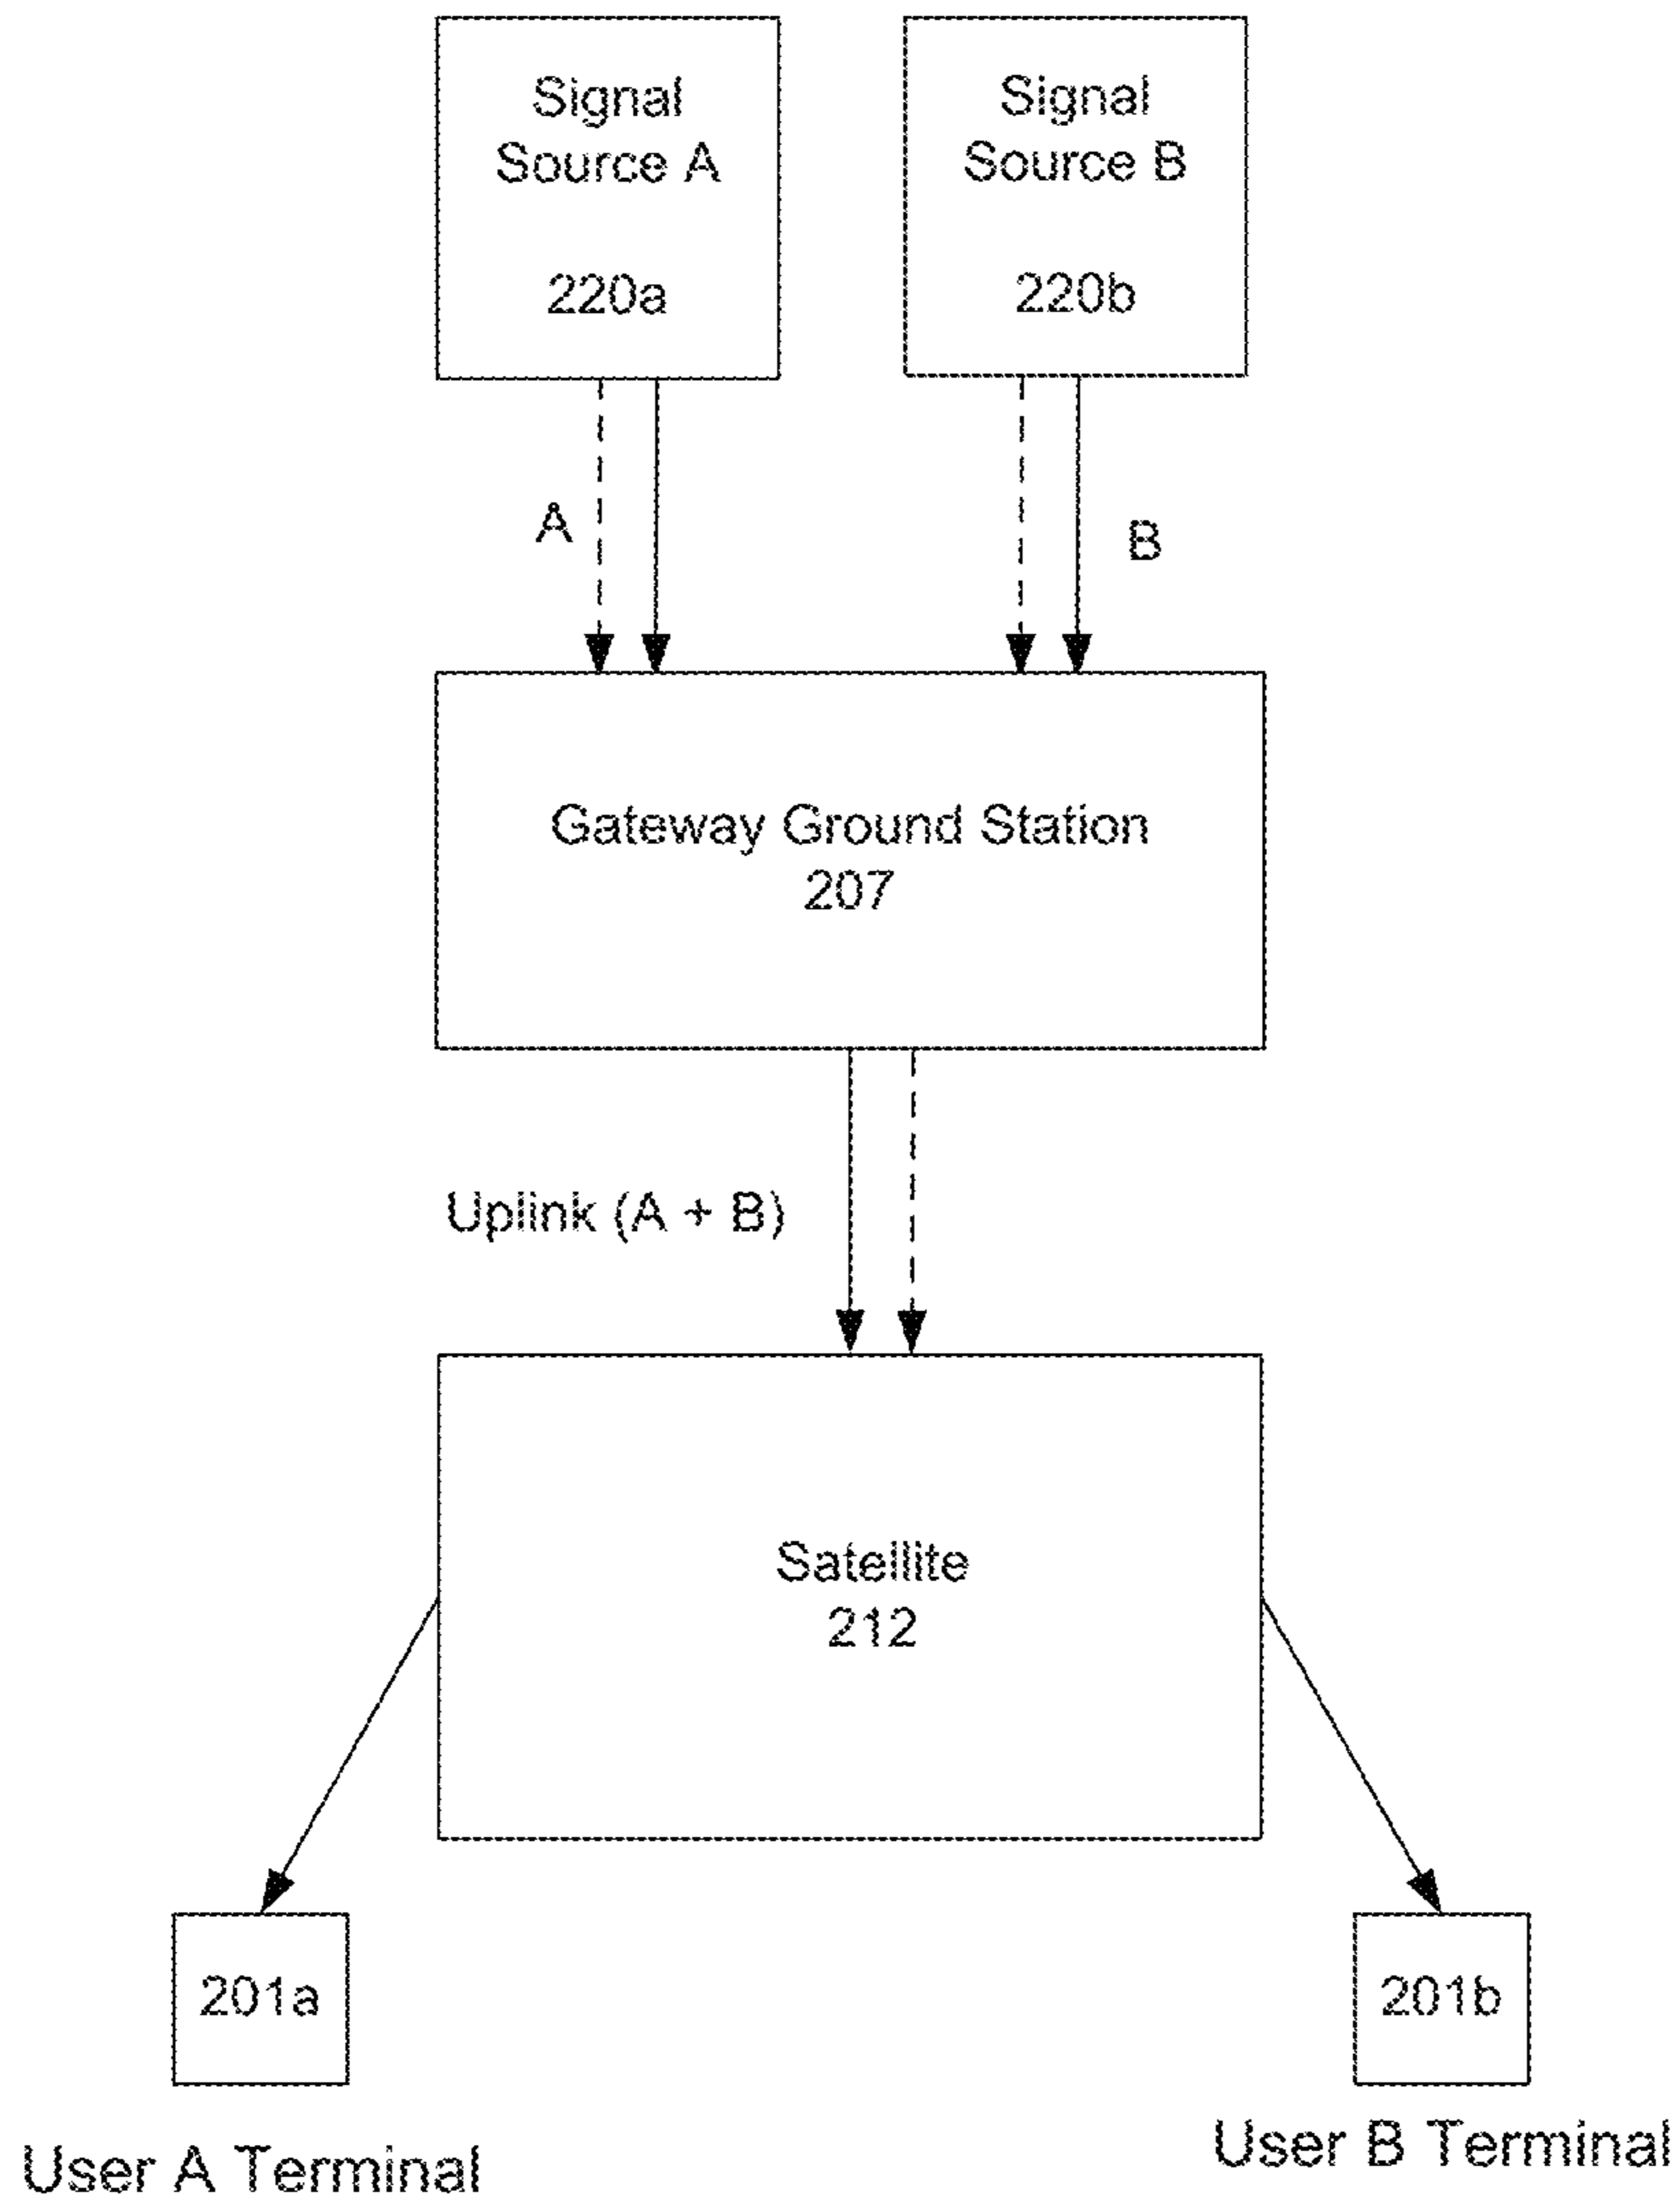 Signal
Source A
220a
Signal
Source B
220b
A
B
Gateway Ground Station
207
Uplink (A + B)
Satellite
212
201a
201b
User A Terminal
User B Terminal